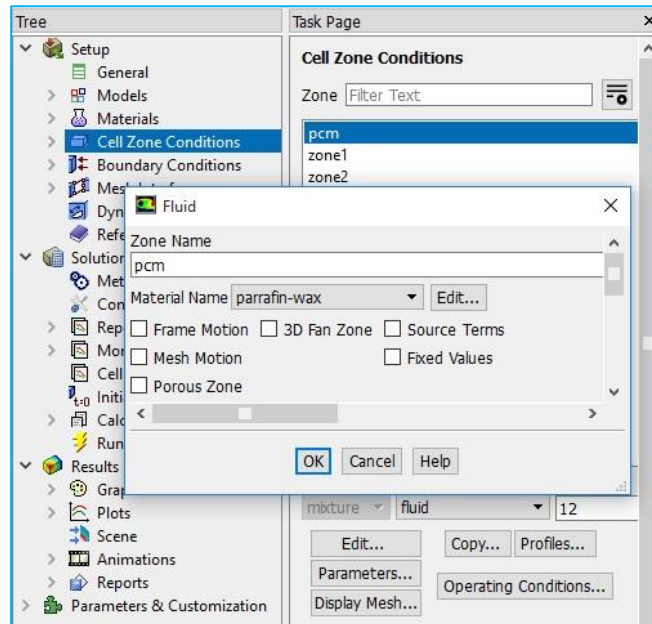 Tree
Setup
General
Models
Materials
Cell Zone Conditions
Boundary Conditions
Mes
Dyn
Refe
Solution
Met
Con
Rep
Mor
Cell
t=0 Initi
Calc
Run
Results
Grap
Plots
Scene
Animations
Reports
Parameters & Customization
Task Page
Cell Zone Conditions
Zone Filter Text
pcm
zone1
zone2
Fluid
Zone Name
pcm
Material Name parrafin-wax Edit...
Frame Motion 3D Fan Zone Source Terms
Mesh Motion Fixed Values
Porous Zone
OK Cancel Help
mixture fluid 12
Edit... Copy... Profiles...
Parameters... Operating Conditions...
Display Mesh...